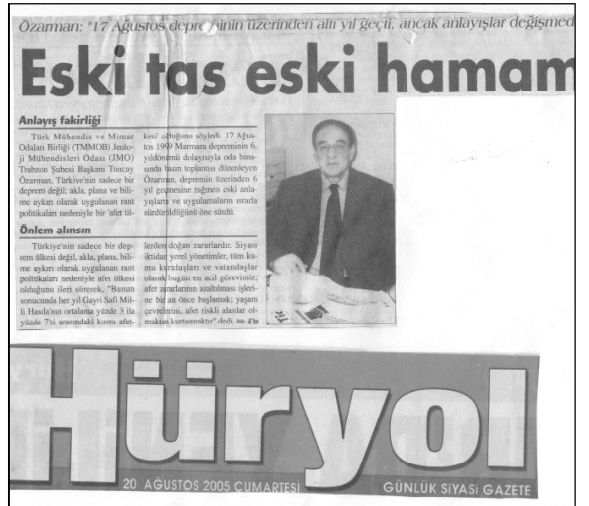 Özarman: "17 Ağustos depreminin üzerinden altı yıl geçti, ancak anlayışlar değişmed
Eski tas eski hamam
Anlayış fakirliği
Türk Mühendis ve Mimar
Odaları Birliği (TMMOB) Jeolo-
ji Mühendisleri Odası (JMO)
Trabzon Şubesi Başkanı Tuncay
Özarman, Türkiye'nin sadece bir
deprem değil; akla, plana ve bili-
me aykırı olarak uygulanan rant
politikaları nedeniyle bir 'afet ül-
kesi' olduğunu söyledi. 17 Ağus-
tos 1999 Marmara depreminin 6.
yıldönümü dolayısıyla oda bina-
sında basın toplantısı düzenleyen
Özarman, depremin üzerinden 6
yıl geçmesine rağmen eski anla-
yışların ve uygulamaların ısrarla
sürdürüldüğünü öne sürdü.
Önlem alınsın
Türkiye'nin sadece bir dep-
rem ülkesi değil, akla, plana, bili-
me aykırı olarak uygulanan rant
politikaları nedeniyle afet ülkesi
olduğunu ileri sürerek, "Bunun
sonucunda her yıl Gayri Safi Mil-
li Hasıla'nın ortalama yüzde 3 ila
yüzde 7'si arasındaki kısmı afet-
lerden doğan zararlardır. Siyasi
iktidar, yerel yönetimler, tüm ka-
mu kuruluşları ve vatandaşlar
olarak bugün en acil görevimiz;
afet zararlarının azaltılması işleri-
ne bir an önce başlamak; yaşam
çevrelerini, afet riskli alanlar ol-
maktan kurtarmaktır" dedi.
Hüryol
20 AĞUSTOS 2005 CUMARTESİ
GÜNLÜK SİYASİ GAZETE